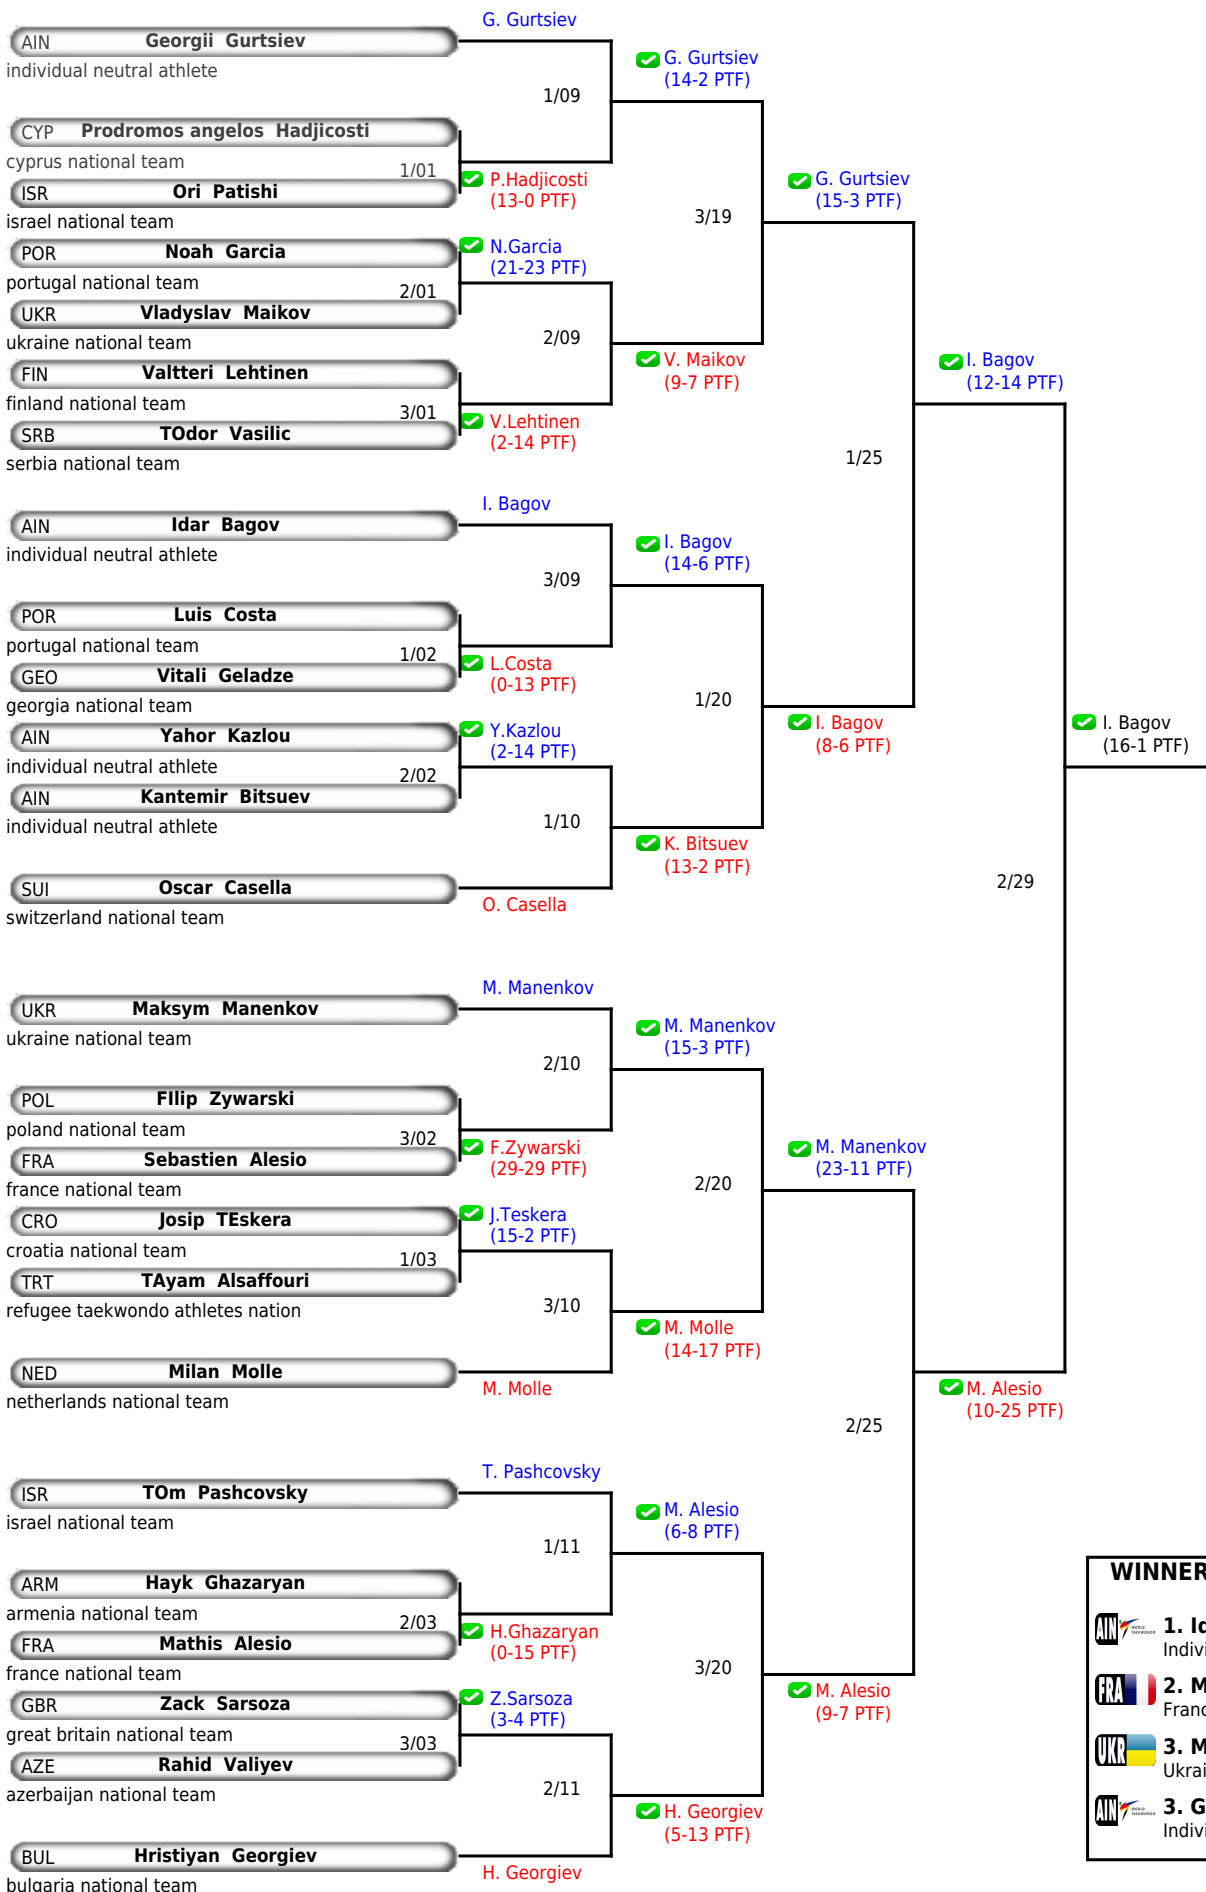 G. Gurtsiev
AIN Georgii Gurtsiev
individual neutral athlete
G. Gurtsiev
(14-2 PTF)
1/09
CYP Prodromos angelos Hadjicosti
cyprus national team
1/01
P.Hadjicosti
(13-0 PTF)
ISR Ori Patishi
israel national team
G. Gurtsiev
(15-3 PTF)
3/19
POR Noah Garcia
portugal national team
N.Garcia
(21-23 PTF)
2/01
UKR Vladyslav Maikov
ukraine national team
2/09
V. Maikov
(9-7 PTF)
FIN Valtteri Lehtinen
finland national team
3/01
V.Lehtinen
(2-14 PTF)
SRB TOdor Vasilic
serbia national team
I. Bagov
(12-14 PTF)
1/25
I. Bagov
AIN Idar Bagov
individual neutral athlete
I. Bagov
(14-6 PTF)
3/09
POR Luis Costa
portugal national team
1/02
L.Costa
(0-13 PTF)
GEO Vitali Geladze
georgia national team
1/20
I. Bagov
(8-6 PTF)
AIN Yahor Kazlou
individual neutral athlete
Y.Kazlou
(2-14 PTF)
2/02
AIN Kantemir Bitsuev
individual neutral athlete
1/10
K. Bitsuev
(13-2 PTF)
SUI Oscar Casella
switzerland national team
O. Casella
I. Bagov
(16-1 PTF)
2/29
M. Manenkov
UKR Maksym Manenkov
ukraine national team
M. Manenkov
(15-3 PTF)
2/10
POL FIlip Zywarski
poland national team
3/02
F.Zywarski
(29-29 PTF)
FRA Sebastien Alesio
france national team
M. Manenkov
(23-11 PTF)
2/20
CRO Josip TEskera
croatia national team
J.Teskera
(15-2 PTF)
1/03
TRT TAyam Alsaffouri
refugee taekwondo athletes nation
3/10
M. Molle
(14-17 PTF)
NED Milan Molle
netherlands national team
M. Molle
M. Alesio
(10-25 PTF)
2/25
T. Pashcovsky
ISR TOm Pashcovsky
israel national team
M. Alesio
(6-8 PTF)
1/11
ARM Hayk Ghazaryan
armenia national team
2/03
H.Ghazaryan
(0-15 PTF)
FRA Mathis Alesio
france national team
3/20
M. Alesio
(9-7 PTF)
GBR Zack Sarsoza
great britain national team
Z.Sarsoza
(3-4 PTF)
3/03
AZE Rahid Valiyev
azerbaijan national team
2/11
H. Georgiev
(5-13 PTF)
BUL Hristiyan Georgiev
bulgaria national team
H. Georgiev
WINNER
AIN 1. Id
Indivi
FRA 2. M
Franc
UKR 3. M
Ukrai
AIN 3. G
Indivi